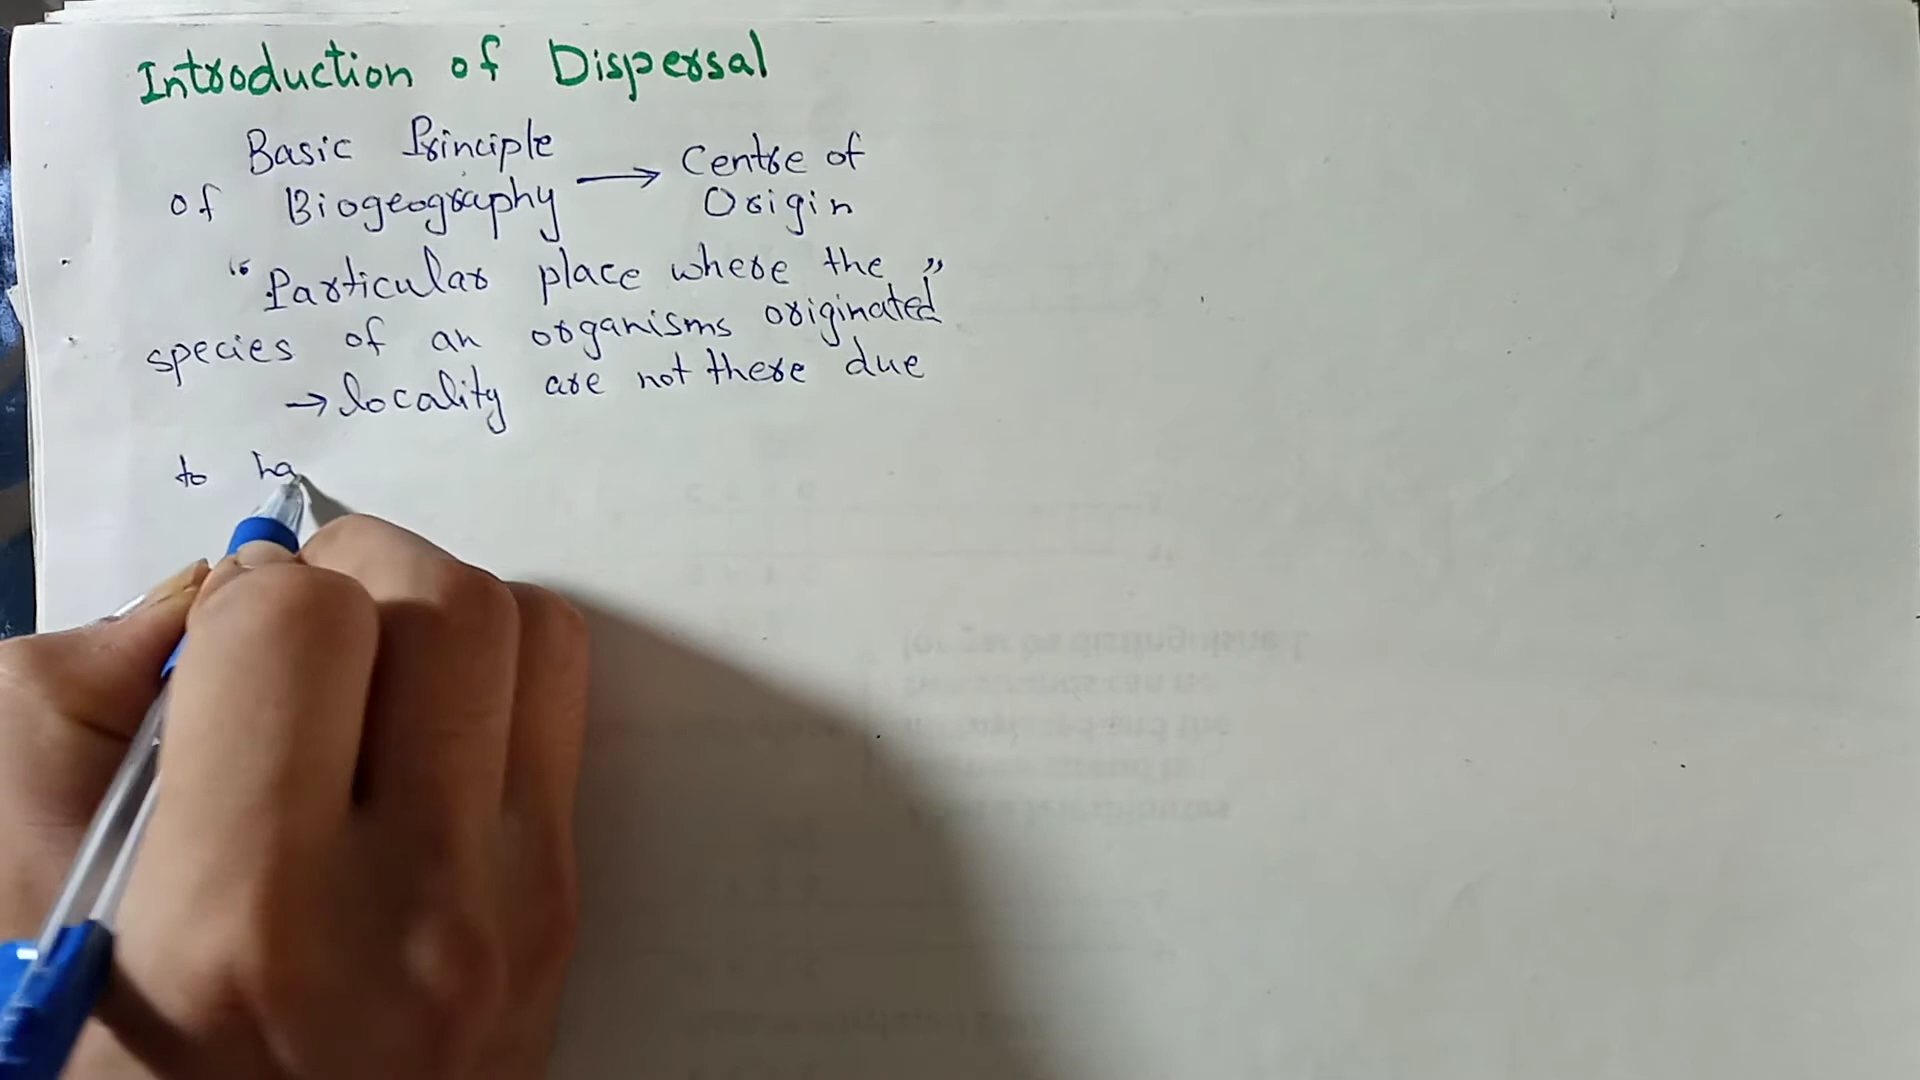 Introduction of Dispersal
Basic Principle
of Biogeography → Centre of
Origin
"Particular place where the"
species of an organisms originated
→ locality are not there due
to ha